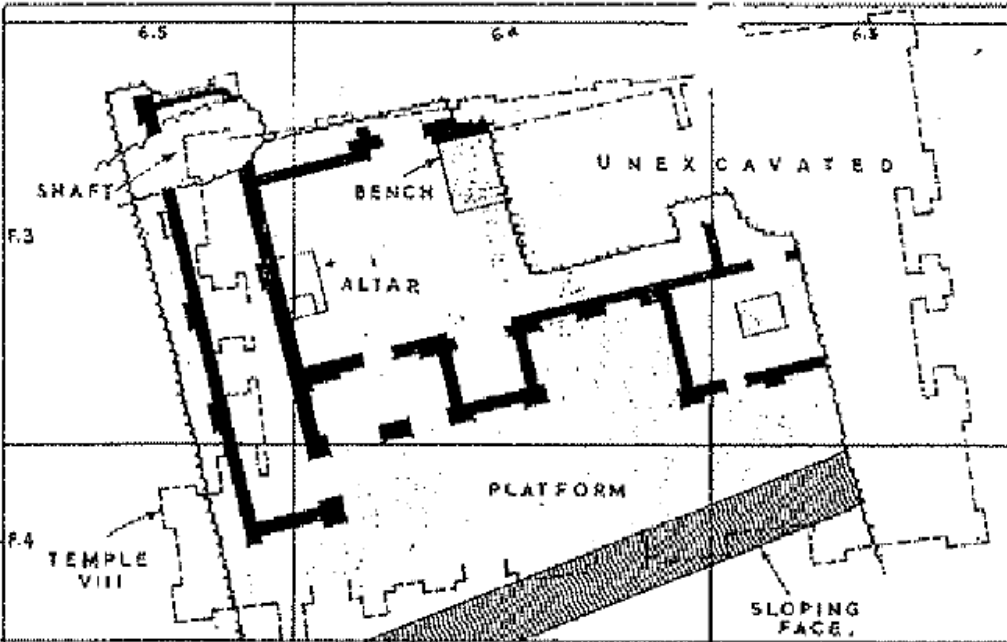 6.5
6.4
6.3
UNEXCAVATED
SHAFT
BENCH
F.3
ALTAR
PLATFORM
F.4
TEMPLE
VIII
SLOPING
FACE.